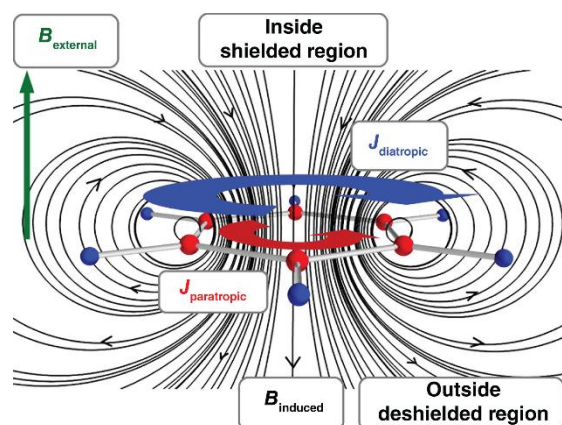 B external
Inside
shielded region
J diatropic
J paratropic
B induced
Outside
deshielded region